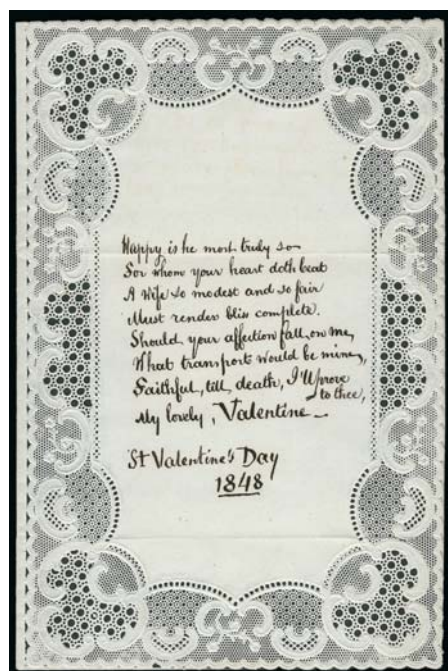 Happy is he most truly so
For whom your heart doth beat
A Wife so modest and so fair
Must render bliss complete.
Should your affection fall, on me,
What transport would be mine,
Faithful, till, death, I'll prove
to thee,
My lovely, Valentine
St Valentine's Day
1848